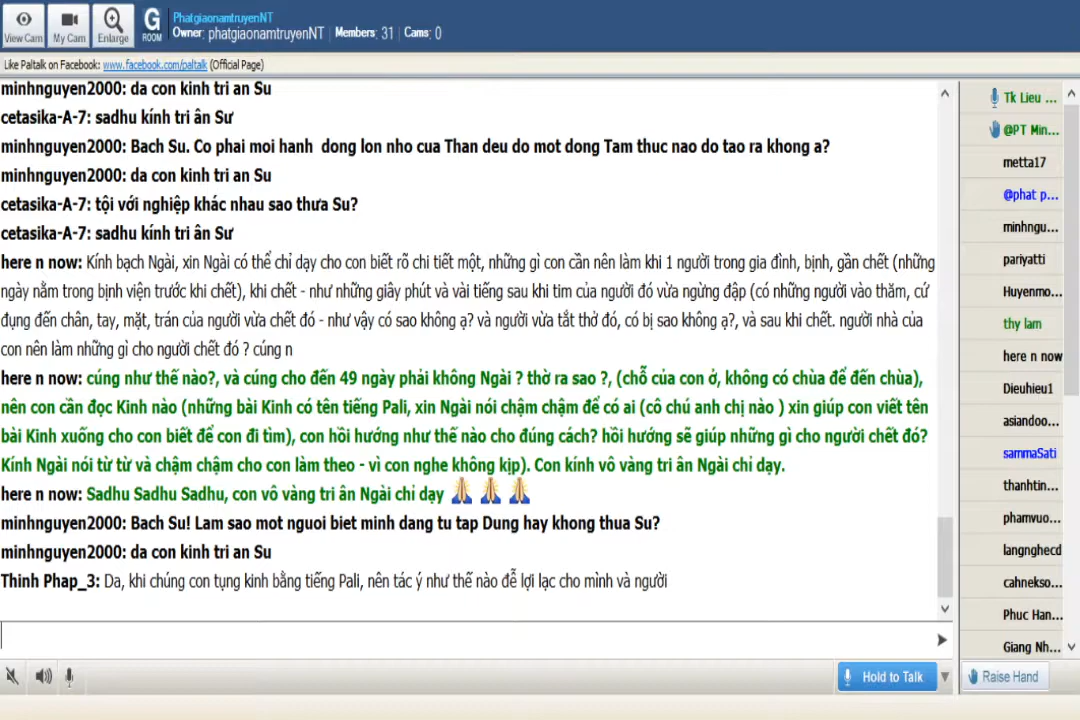 View Cam
My Cam
Enlarge
G
ROOM
PhatgiaonamtruyenNT
Owner: phatgiaonamtruyenNT Members: 31 Cams: 0
Like Paltalk on Facebook: www.facebook.com/paltalk (Official Page)
minhnguyen2000: da con kinh tri an Su
cetasika-A-7: sadhu kính tri ân Sư
minhnguyen2000: Bach Su. Co phai moi hanh dong lon nho cua Than deu do mot dong Tam thuc nao do tao ra khong a?
minhnguyen2000: da con kinh tri an Su
cetasika-A-7: tội với nghiệp khác nhau sao thưa Su?
cetasika-A-7: sadhu kính tri ân Sư
here n now: Kính bạch Ngài, xin Ngài có thể chỉ dạy cho con biết rõ chi tiết một, những gì con cần nên làm khi 1 người trong gia đình, bịnh, gần chết (những
ngày nằm trong bịnh viện trước khi chết), khi chết - như những giây phút và vài tiếng sau khi tim của người đó vừa ngừng đập (có những người vào thăm, cứ
đụng đến chân, tay, mặt, trán của người vừa chết đó - như vậy có sao không ạ? và người vừa tắt thở đó, có bị sao không ạ?, và sau khi chết. người nhà của
con nên làm những gì cho người chết đó ? cúng n
here n now: cúng như thế nào?, và cúng cho đến 49 ngày phải không Ngài ? thờ ra sao ?, (chỗ của con ở, không có chùa để đến chùa),
nên con cần đọc Kinh nào (những bài Kinh có tên tiếng Pali, xin Ngài nói chậm chậm để có ai (cô chú anh chị nào ) xin giúp con viết tên
bài Kinh xuống cho con biết để con đi tìm), con hồi hướng như thế nào cho đúng cách? hồi hướng sẽ giúp những gì cho người chết đó?
Kính Ngài nói từ từ và chậm chậm cho con làm theo - vì con nghe không kịp). Con kính vô vàng tri ân Ngài chỉ dạy.
here n now: Sadhu Sadhu Sadhu, con vô vàng tri ân Ngài chỉ dạy
minhnguyen2000: Bach Su! Lam sao mot nguoi biet minh dang tu tap Dung hay khong thua Su?
minhnguyen2000: da con kinh tri an Su
Thinh Phap_3: Da, khi chúng con tụng kinh bằng tiếng Pali, nên tác ý như thế nào đễ lợi lạc cho mình và người
Tk Lieu ...
@PT Min...
metta17
@phat p...
minhngu...
pariyatti
Huyenmo...
thy lam
here n now
Dieuhieu1
asiandoo...
sammaSati
thanhtin...
phamvuo...
langnghecd
cahnekso...
Phuc Han...
Giang Nh...
Hold to Talk
Raise Hand